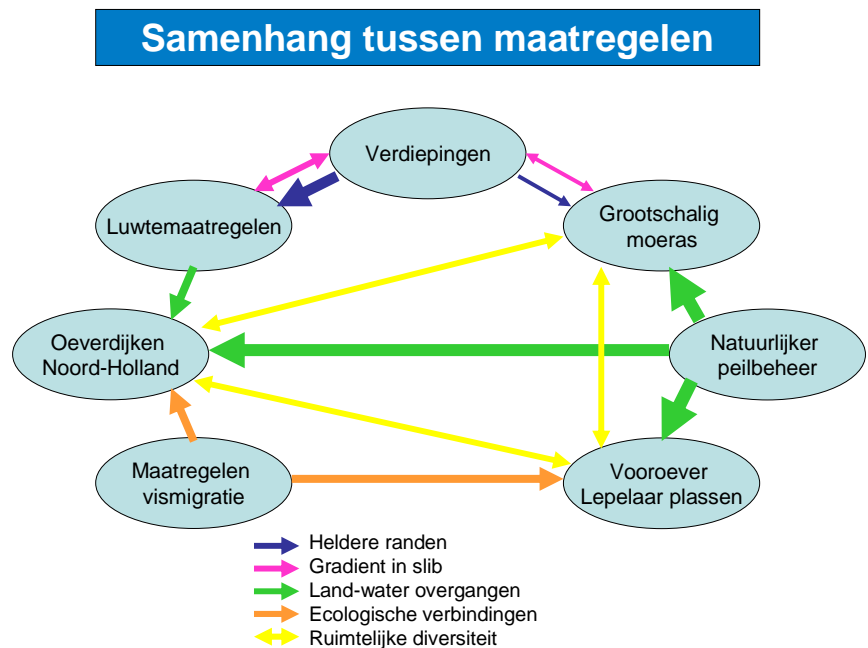 Samenhang tussen maatregelen
Verdiepingen
Luwtemaatregelen
Grootschalig
moeras
Oeverdijken
Noord-Holland
Natuurlijker
peilbeheer
Maatregelen
vismigratie
Vooroever
Lepelaar plassen
Heldere randen
Gradient in slib
Land-water overgangen
Ecologische verbindingen
Ruimtelijke diversiteit